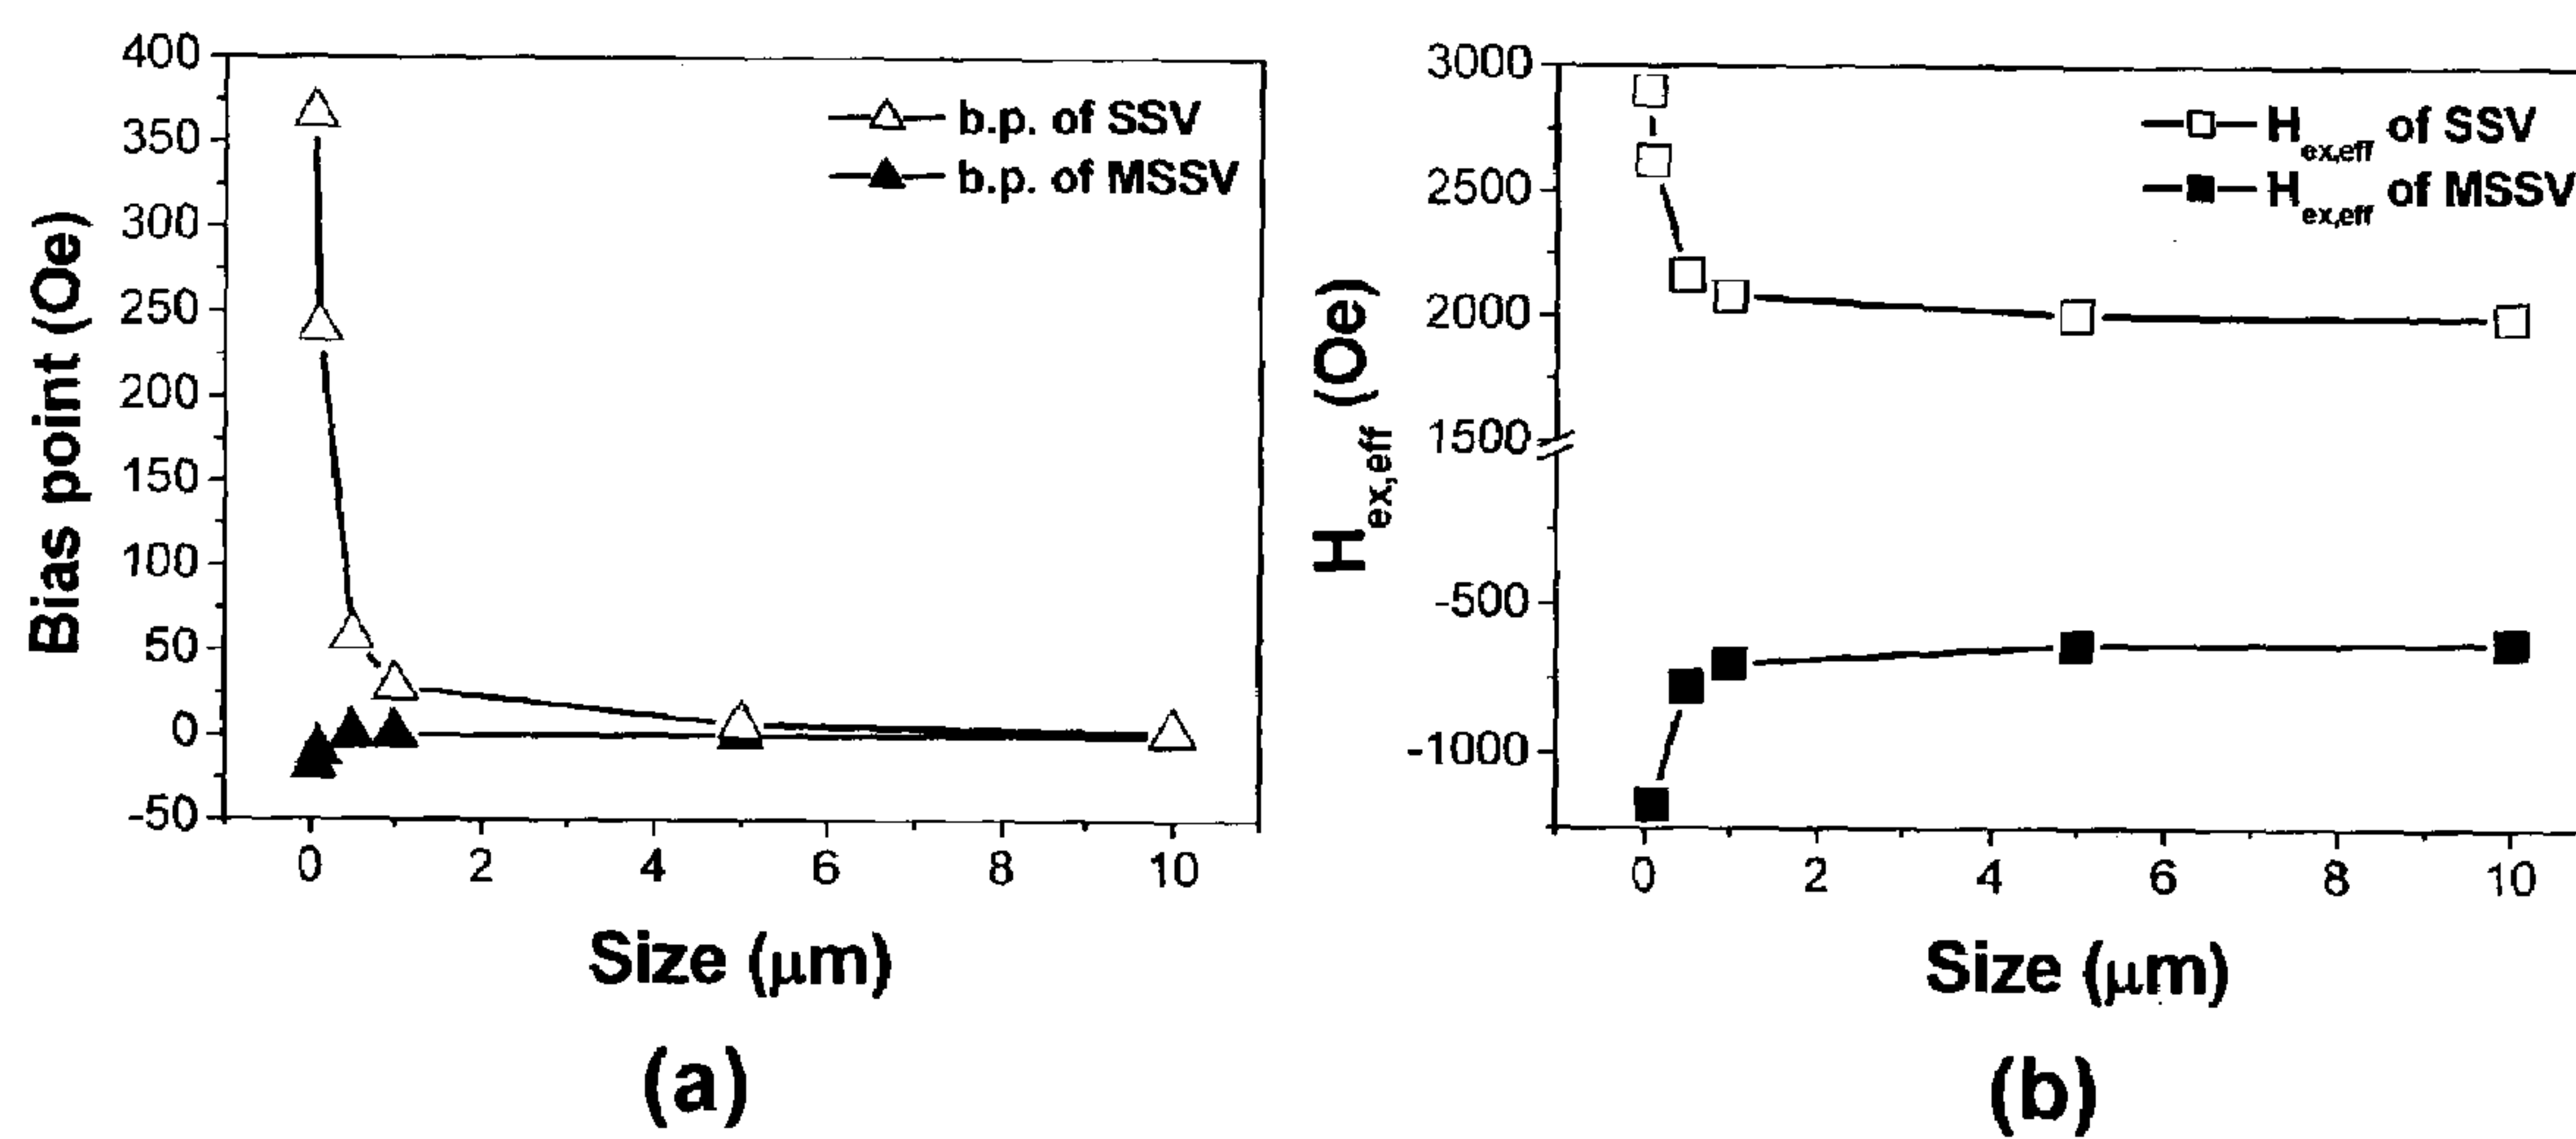 400
350
300
250
200
150
100
50
0
-50
Bias point (Oe)
b.p. of SSV
b.p. of MSSV
0 2 4 6 8 10
Size (μm)
(a)
3000
2500
2000
1500
-500
-1000
Hex,eff (Oe)
Hex,eff of SSV
Hex,eff of MSSV
0 2 4 6 8 10
Size (μm)
(b)